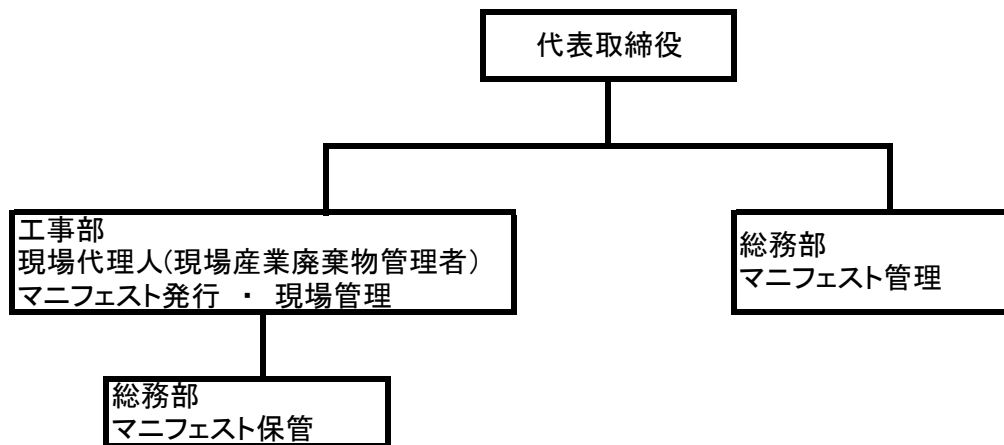 代表取締役
工事部
現場代理人(現場産業廃棄物管理者)
マニフェスト発行 ・ 現場管理
総務部
マニフェスト管理
総務部
マニフェスト保管